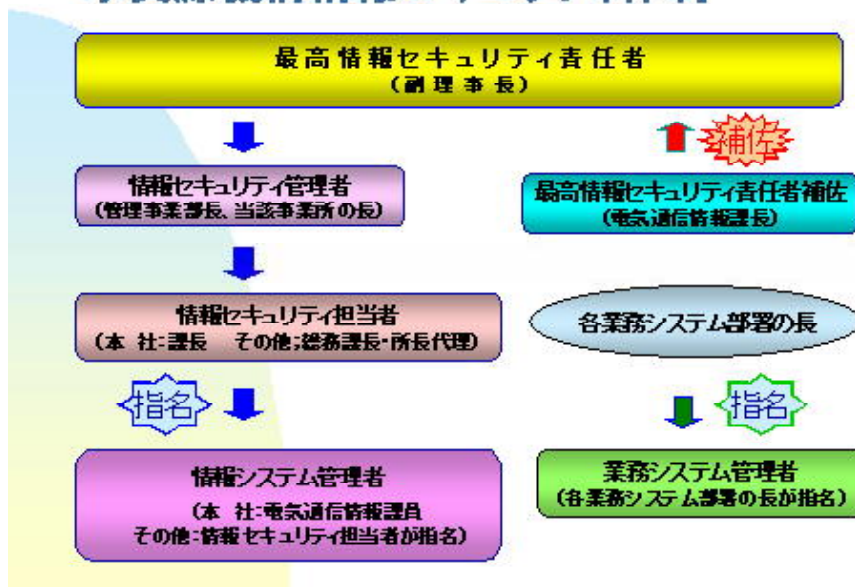 最高情報セキュリティ責任者
(副理事長)
補佐
情報セキュリティ管理者
(管理事業部長、当該事業所の長)
最高情報セキュリティ責任者補佐
(電気通信情報課長)
情報セキュリティ担当者
(本 社:課長 その他;総務課長・所長代理)
各業務システム部署の長
指名
指名
情報システム管理者
(本 社:電気通信情報課員
その他:情報セキュリティ担当者が指名)
業務システム管理者
(各業務システム部署の長が指名)